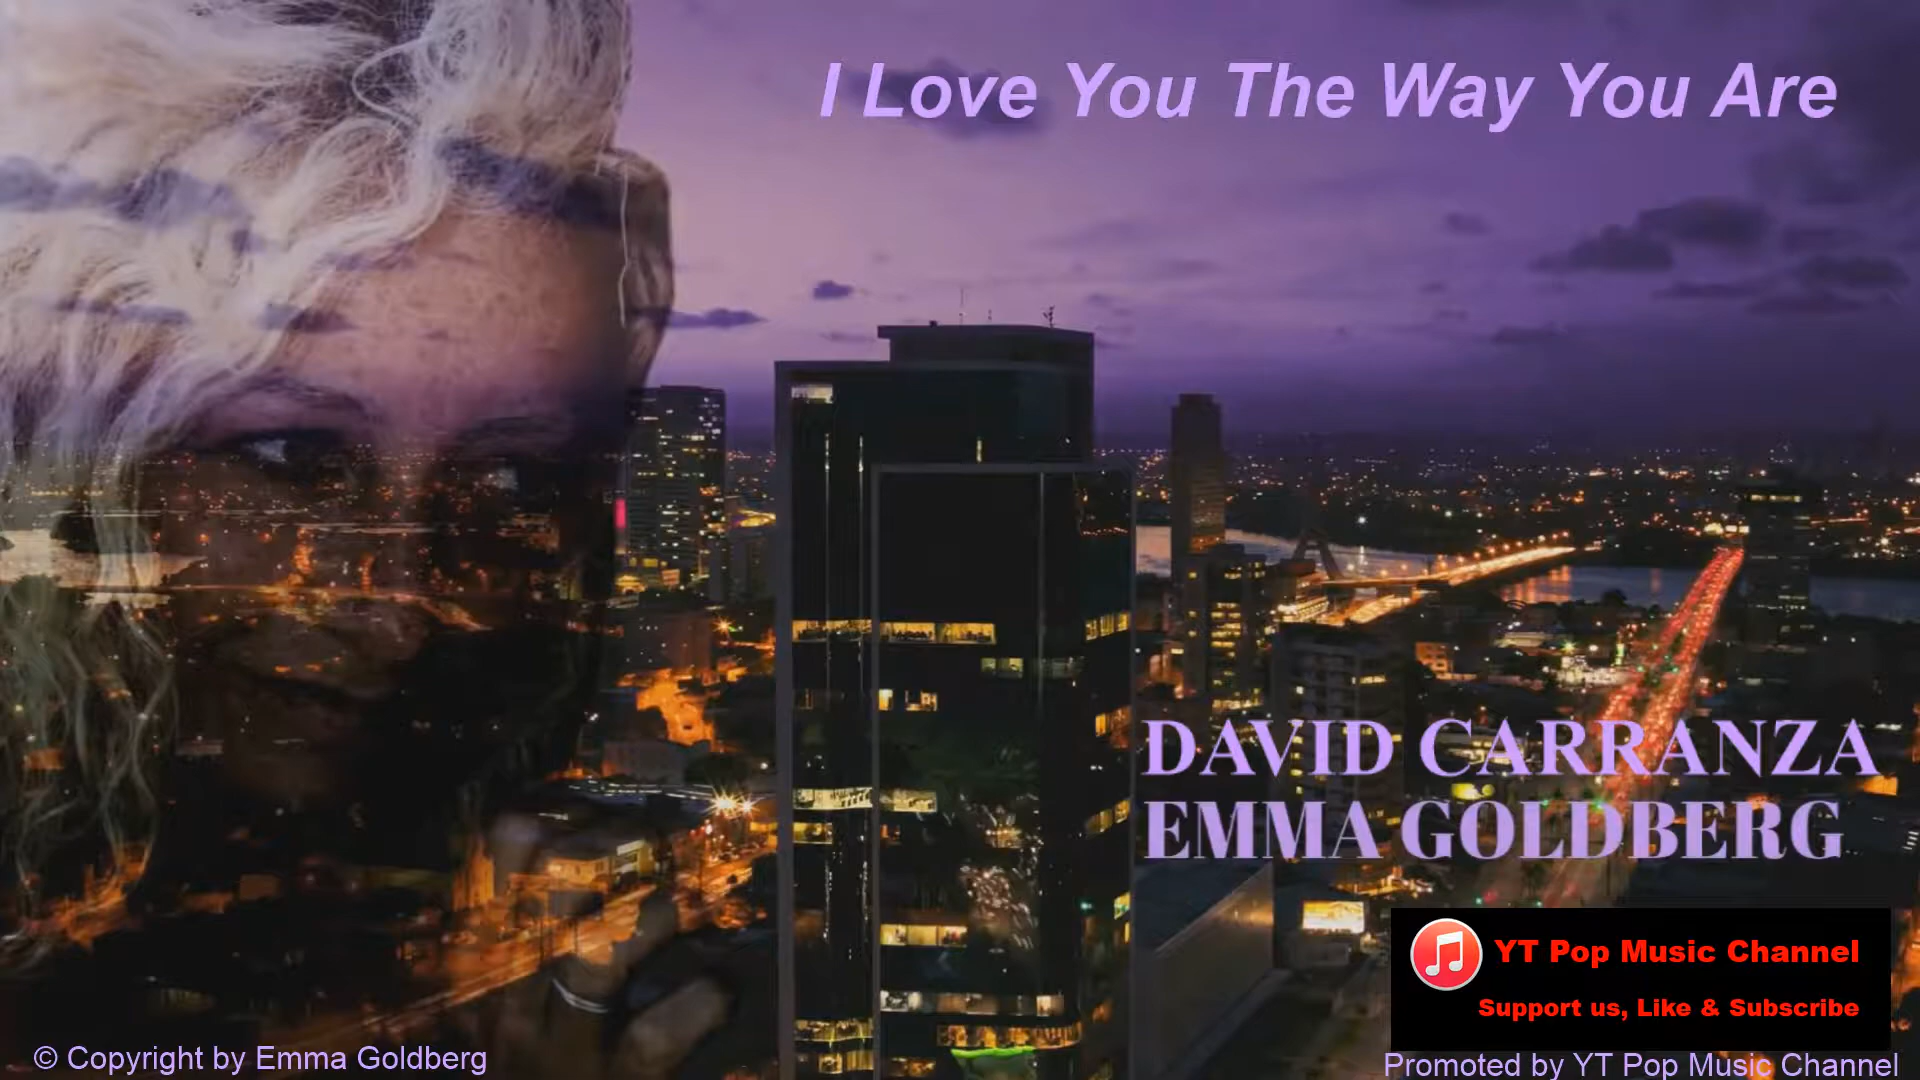 I Love You The Way You Are
DAVID CARRANZA
EMMA GOLDBERG
YT Pop Music Channel
Support us, Like & Subscribe
© Copyright by Emma Goldberg
Promoted by YT Pop Music Channel